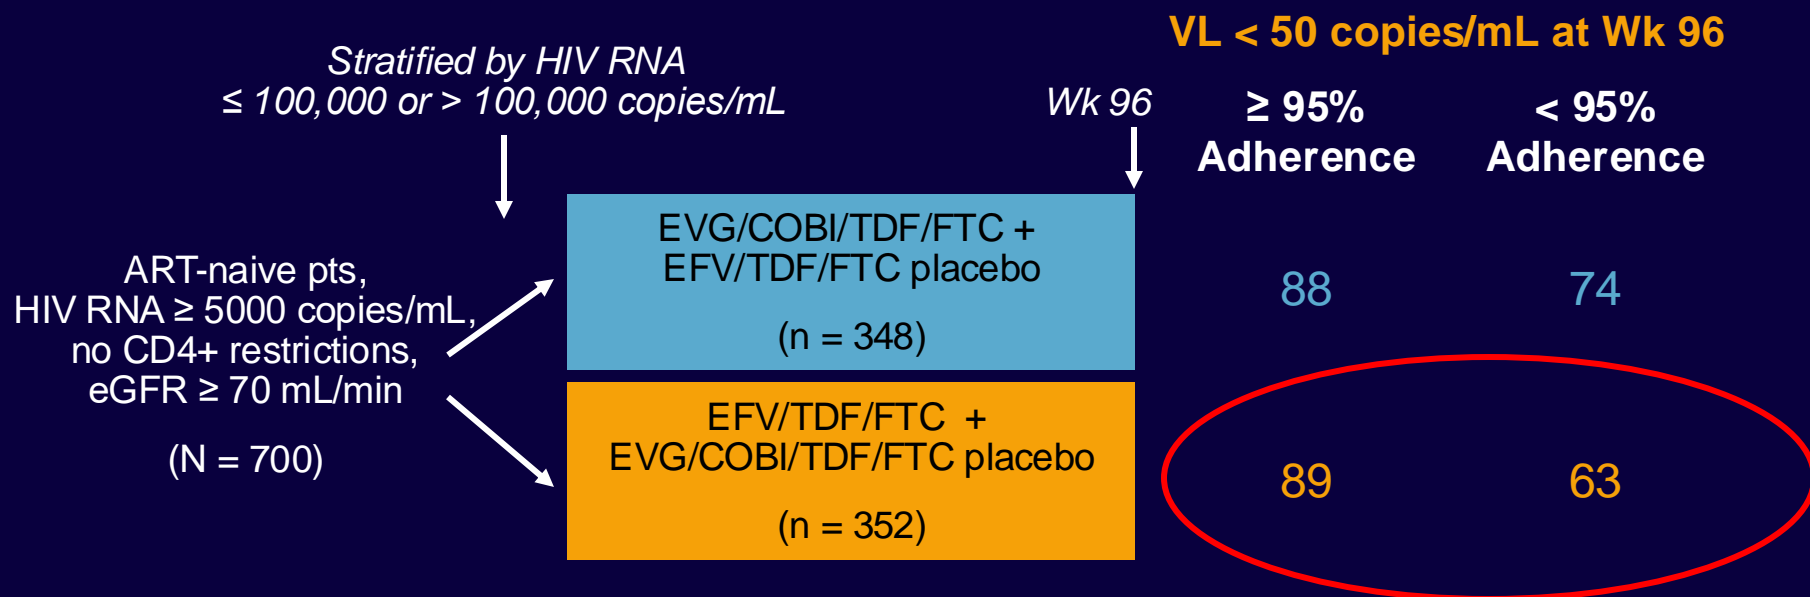 VL < 50 copies/mL at Wk 96
Stratified by HIV RNA
≤ 100,000 or > 100,000 copies/mL
Wk 96
≥ 95%
Adherence
< 95%
Adherence
ART-naive pts,
HIV RNA ≥ 5000 copies/mL,
no CD4+ restrictions,
eGFR ≥ 70 mL/min
(N = 700)
EVG/COBI/TDF/FTC +
EFV/TDF/FTC placebo
(n = 348)
88
74
EFV/TDF/FTC +
EVG/COBI/TDF/FTC placebo
(n = 352)
89
63